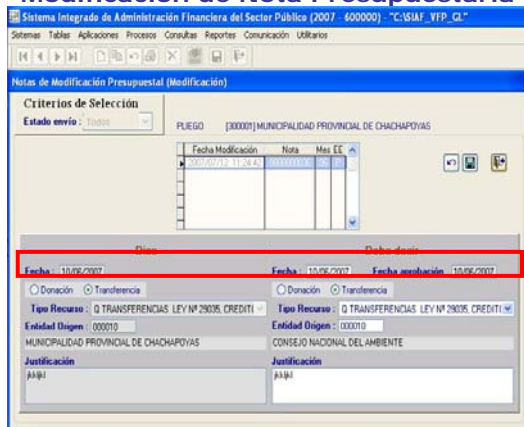 Modificación de Nota Presupuestaria
Sistema Integrado de Administración Financiera del Sector Público (2007 - 600000) - "C:\SIAF_VFP_GL"
Sistemas Tablas Aplicaciones Procesos Consultas Reportes Comunicación Utilitarios
Notas de Modificación Presupuestal (Modificación)
Criterios de Selección
Estado envío : Todos
PLIEGO [300001] MUNICIPALIDAD PROVINCIAL DE CHACHAPOYAS
Fecha Modificación Nota Mes EE
2007/07/12 11:24:42
Dice Debe decir
Fecha : 10/06/2007 Fecha : 10/06/2007 Fecha aprobación 10/06/2007
Donación Transferencia Donación Transferencia
Tipo Recurso : Q TRANSFERENCIAS LEY Nº 29035, CREDITI Tipo Recurso : Q TRANSFERENCIAS LEY Nº 29035, CREDITI
Entidad Origen : 000010 Entidad Origen : 000010
MUNICIPALIDAD PROVINCIAL DE CHACHAPOYAS CONSEJO NACIONAL DEL AMBIENTE
Justificación Justificación